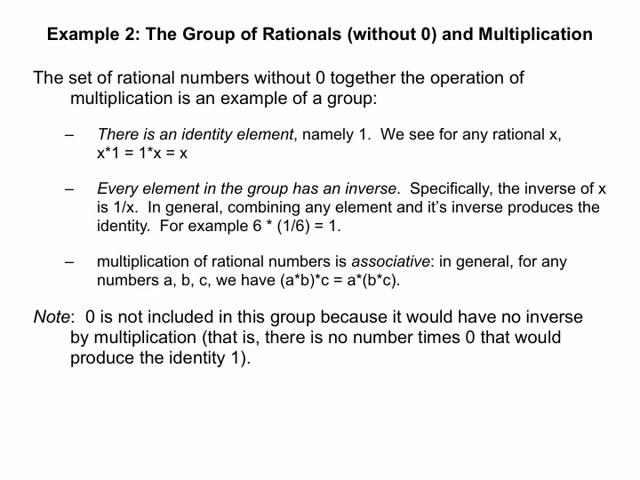 Example 2: The Group of Rationals (without 0) and Multiplication
The set of rational numbers without 0 together the operation of
multiplication is an example of a group:
– There is an identity element, namely 1. We see for any rational x,
x*1 = 1*x = x
– Every element in the group has an inverse. Specifically, the inverse of x
is 1/x. In general, combining any element and it's inverse produces the
identity. For example 6 * (1/6) = 1.
– multiplication of rational numbers is associative: in general, for any
numbers a, b, c, we have (a*b)*c = a*(b*c).
Note: 0 is not included in this group because it would have no inverse
by multiplication (that is, there is no number times 0 that would
produce the identity 1).